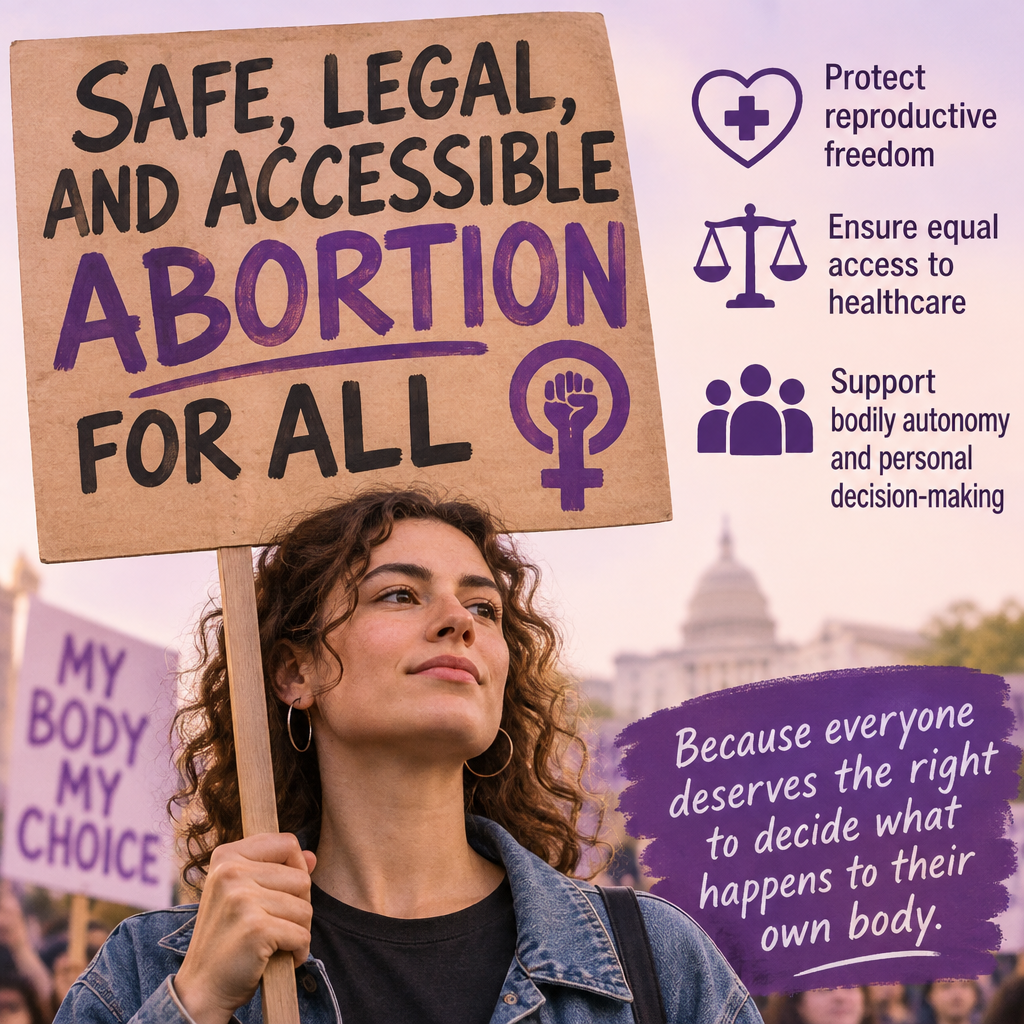 SAFE, LEGAL,
AND ACCESSIBLE
ABORTION
FOR ALL
Protect
reproductive
freedom
Ensure equal
access to
healthcare
Support
bodily autonomy
and personal
decision-making
MY
BODY
MY
CHOICE
Because everyone
deserves the right
to decide what
happens to their
own body.